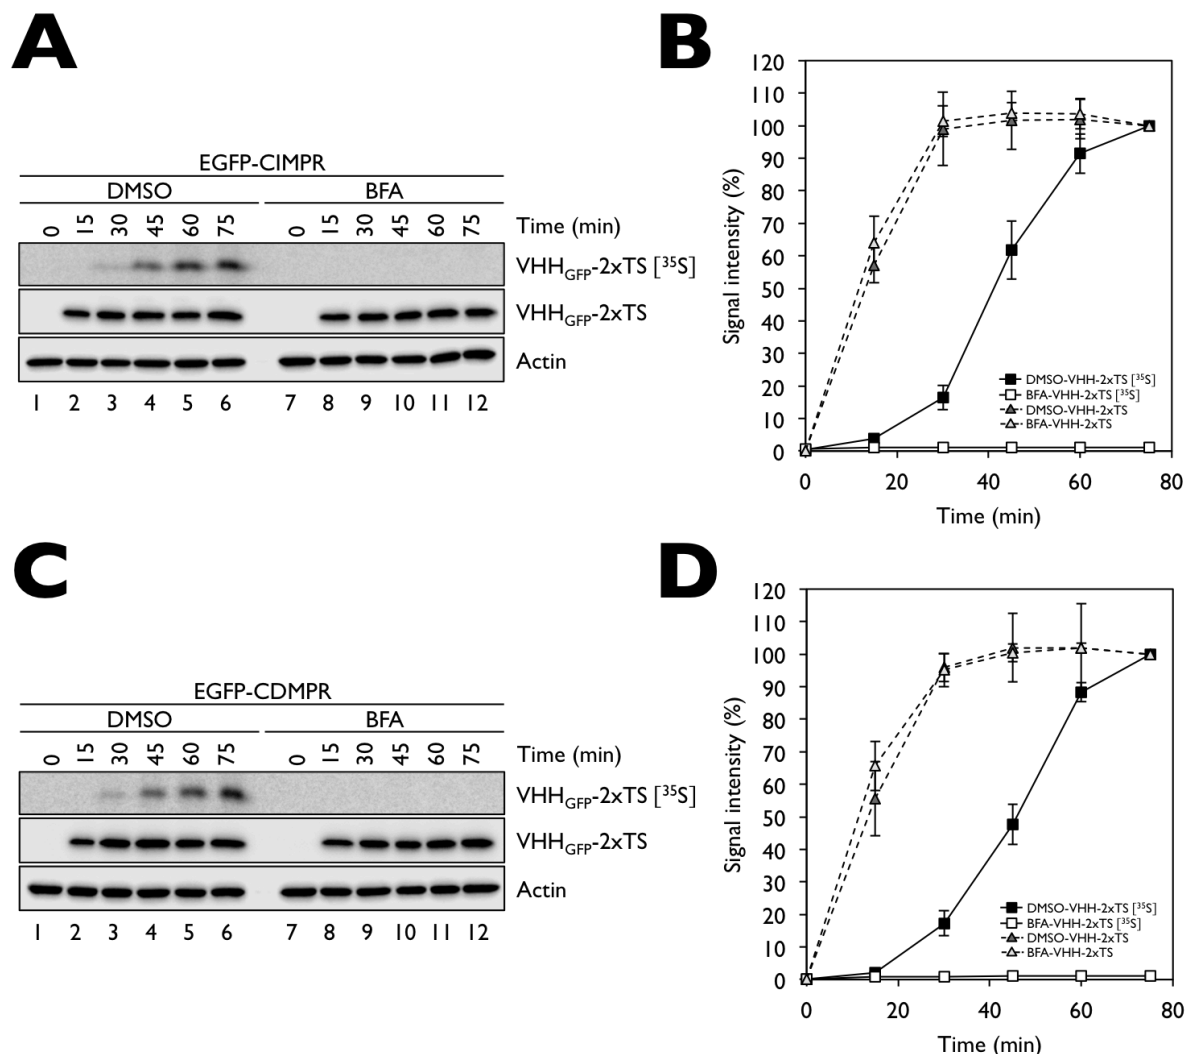 A
EGFP-CIMPR
DMSO BFA
0 15 30 45 60 75 0 15 30 45 60 75 Time (min)
VHHGFP-2xTS [35S]
VHHGFP-2xTS
Actin
1 2 3 4 5 6 7 8 9 10 11 12
B
120
110
100
90
80
70
60
50
40
30
20
10
0
Signal intensity (%)
DMSO-VHH-2xTS [35S]
BFA-VHH-2xTS [35S]
DMSO-VHH-2xTS
BFA-VHH-2xTS
0 20 40 60 80
Time (min)
C
EGFP-CDMPR
DMSO BFA
0 15 30 45 60 75 0 15 30 45 60 75 Time (min)
VHHGFP-2xTS [35S]
VHHGFP-2xTS
Actin
1 2 3 4 5 6 7 8 9 10 11 12
D
120
110
100
90
80
70
60
50
40
30
20
10
0
Signal intensity (%)
DMSO-VHH-2xTS [35S]
BFA-VHH-2xTS [35S]
DMSO-VHH-2xTS
BFA-VHH-2xTS
0 20 40 60 80
Time (min)